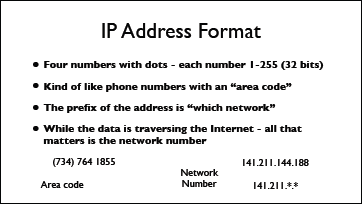 IP Address Format
• Four numbers with dots - each number 1-255 (32 bits)
• Kind of like phone numbers with an “area code”
• The prefix of the address is “which network”
• While the data is traversing the Internet - all that
matters is the network number
(734) 764 1855
141.211.144.188
Network
Number
Area code
141.211.*.*